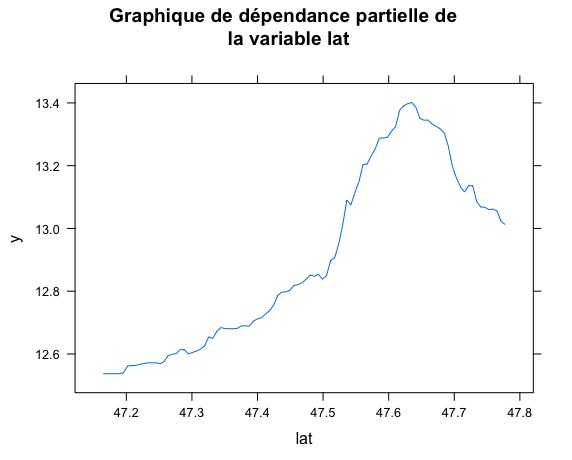 Graphique de dépendance partielle de
la variable lat
13.4
13.2
13.0
12.8
12.6
y
47.2 47.3 47.4 47.5 47.6 47.7 47.8
lat